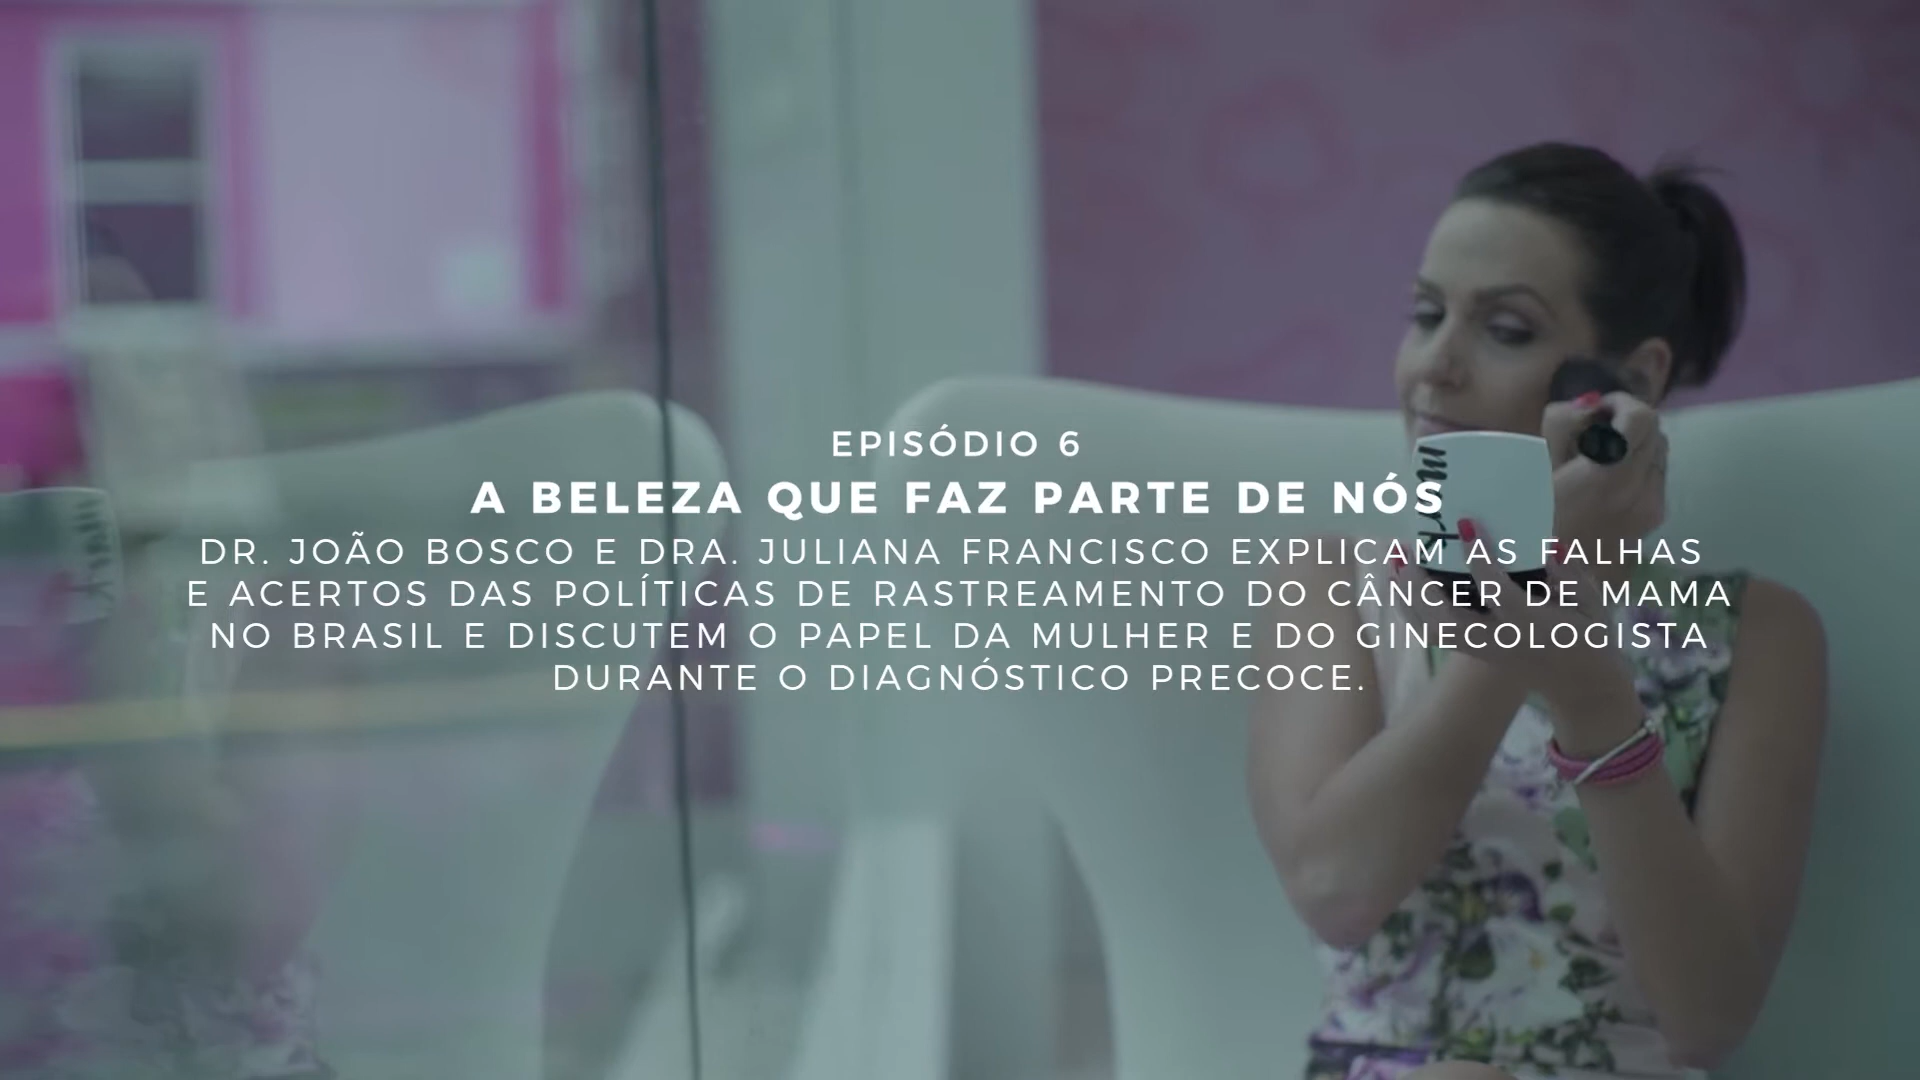 EPISÓDIO 6
A BELEZA QUE FAZ PARTE DE NÓS
DR. JOÃO BOSCO E DRA. JULIANA FRANCISCO EXPLICAM AS FALHAS
E ACERTOS DAS POLÍTICAS DE RASTREAMENTO DO CÂNCER DE MAMA
NO BRASIL E DISCUTEM O PAPEL DA MULHER E DO GINECOLOGISTA
DURANTE O DIAGNÓSTICO PRECOCE.
mark